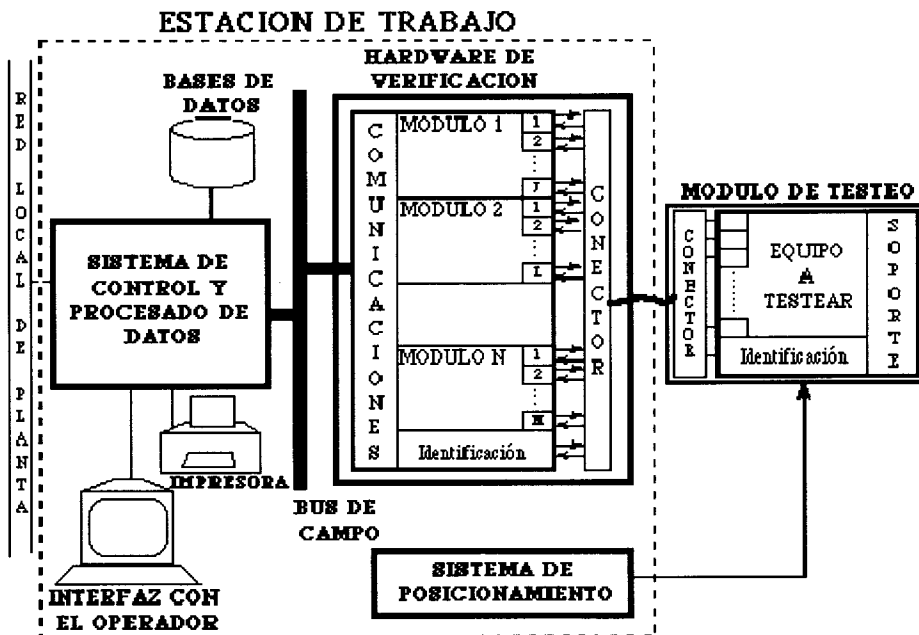 ESTACION DE TRABAJO
RED LOCAL DE PLANTA
BASES DE
DATOS
SISTEMA DE
CONTROL Y
PROCESADO DE
DATOS
IMPRESORA
INTERFAZ CON
EL OPERADOR
BUS DE
CAMPO
HARDWARE DE
VERIFICACION
COMUNICACIONES
MODULO 1
1
2
J
MODULO 2
1
2
L
MODULO N
1
2
M
Identificación
CONECTOR
SISTEMA DE
POSICIONAMIENTO
MODULO DE TESTEO
CONECTOR
EQUIPO
A
TESTEAR
Identificación
SOPORTE